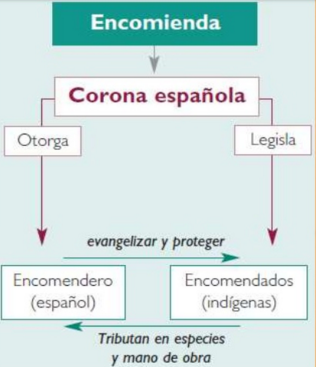 Encomienda
Corona española
Otorga
Legisla
evangelizar y proteger
Encomendero
(español)
Encomendados
(indígenas)
Tributan en especies
y mano de obra